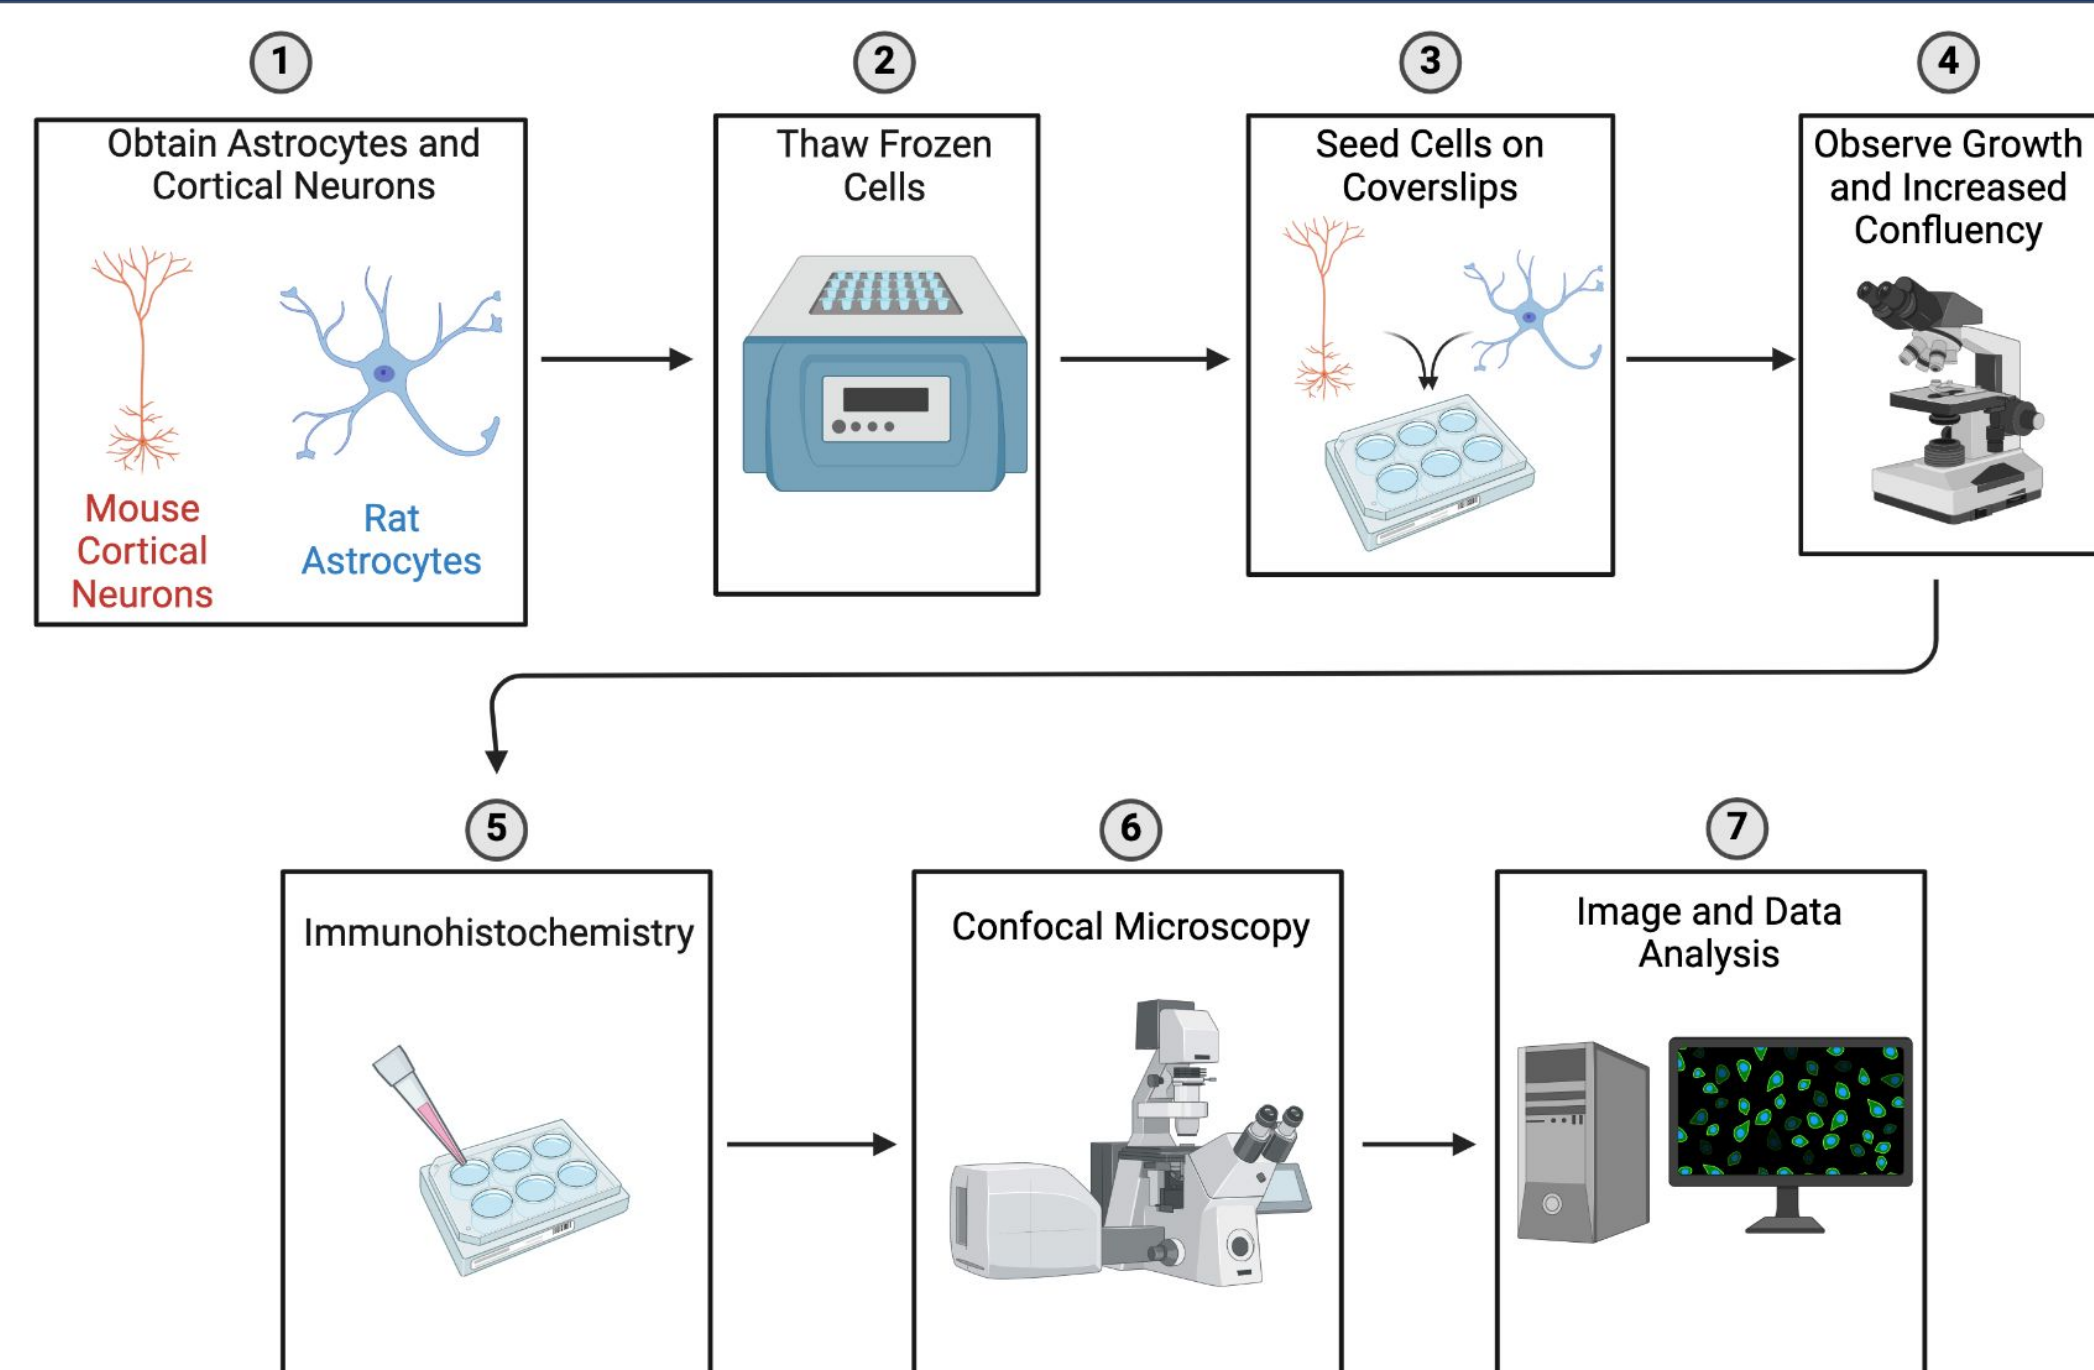 1
Obtain Astrocytes and
Cortical Neurons
Mouse
Cortical
Neurons
Rat
Astrocytes
2
Thaw Frozen
Cells
3
Seed Cells on
Coverslips
4
Observe Growth
and Increased
Confluency
5
Immunohistochemistry
6
Confocal Microscopy
7
Image and Data
Analysis